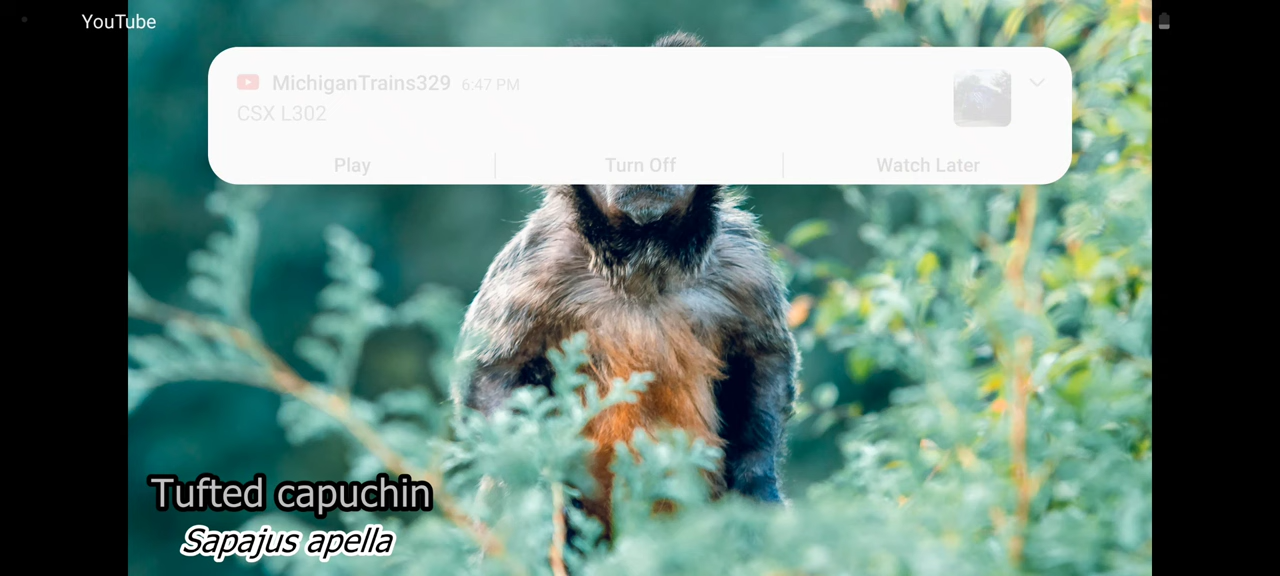 YouTube
MichiganTrains329 6:47 PM
CSX L302
Play Turn Off Watch Later
Tufted capuchin
Sapajus apella